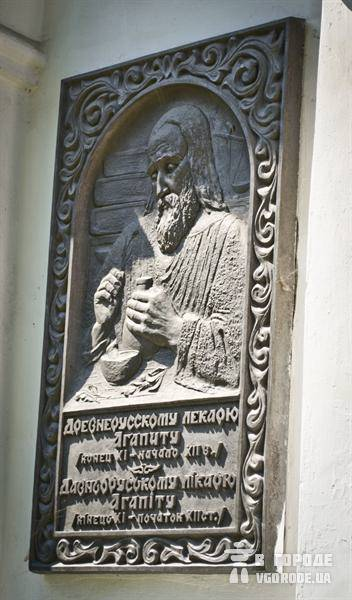 Древнерусскому лекарю
Агапиту
/конец XI – начало XII в./
Давньоруському лікарю
Агапіту
/кінець XI – початок XII ст./
В ГОРОДЕ
VGORODE.UA